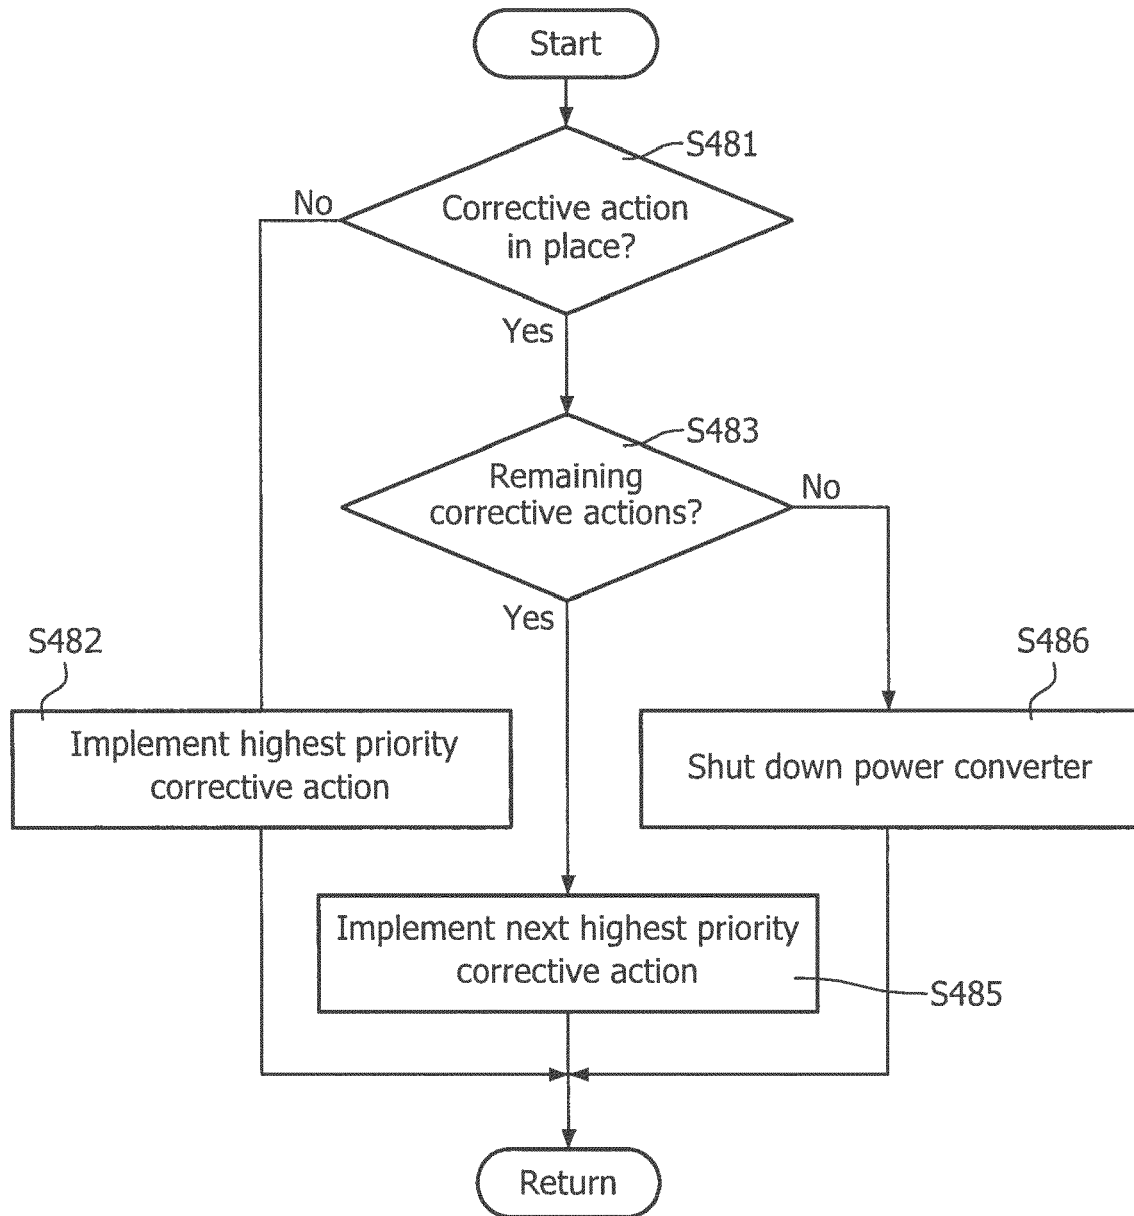 Start
S481
No
Corrective action
in place?
Yes
S483
Remaining
corrective actions?
No
Yes
S482
S486
Implement highest priority
corrective action
Shut down power converter
Implement next highest priority
corrective action
S485
Return